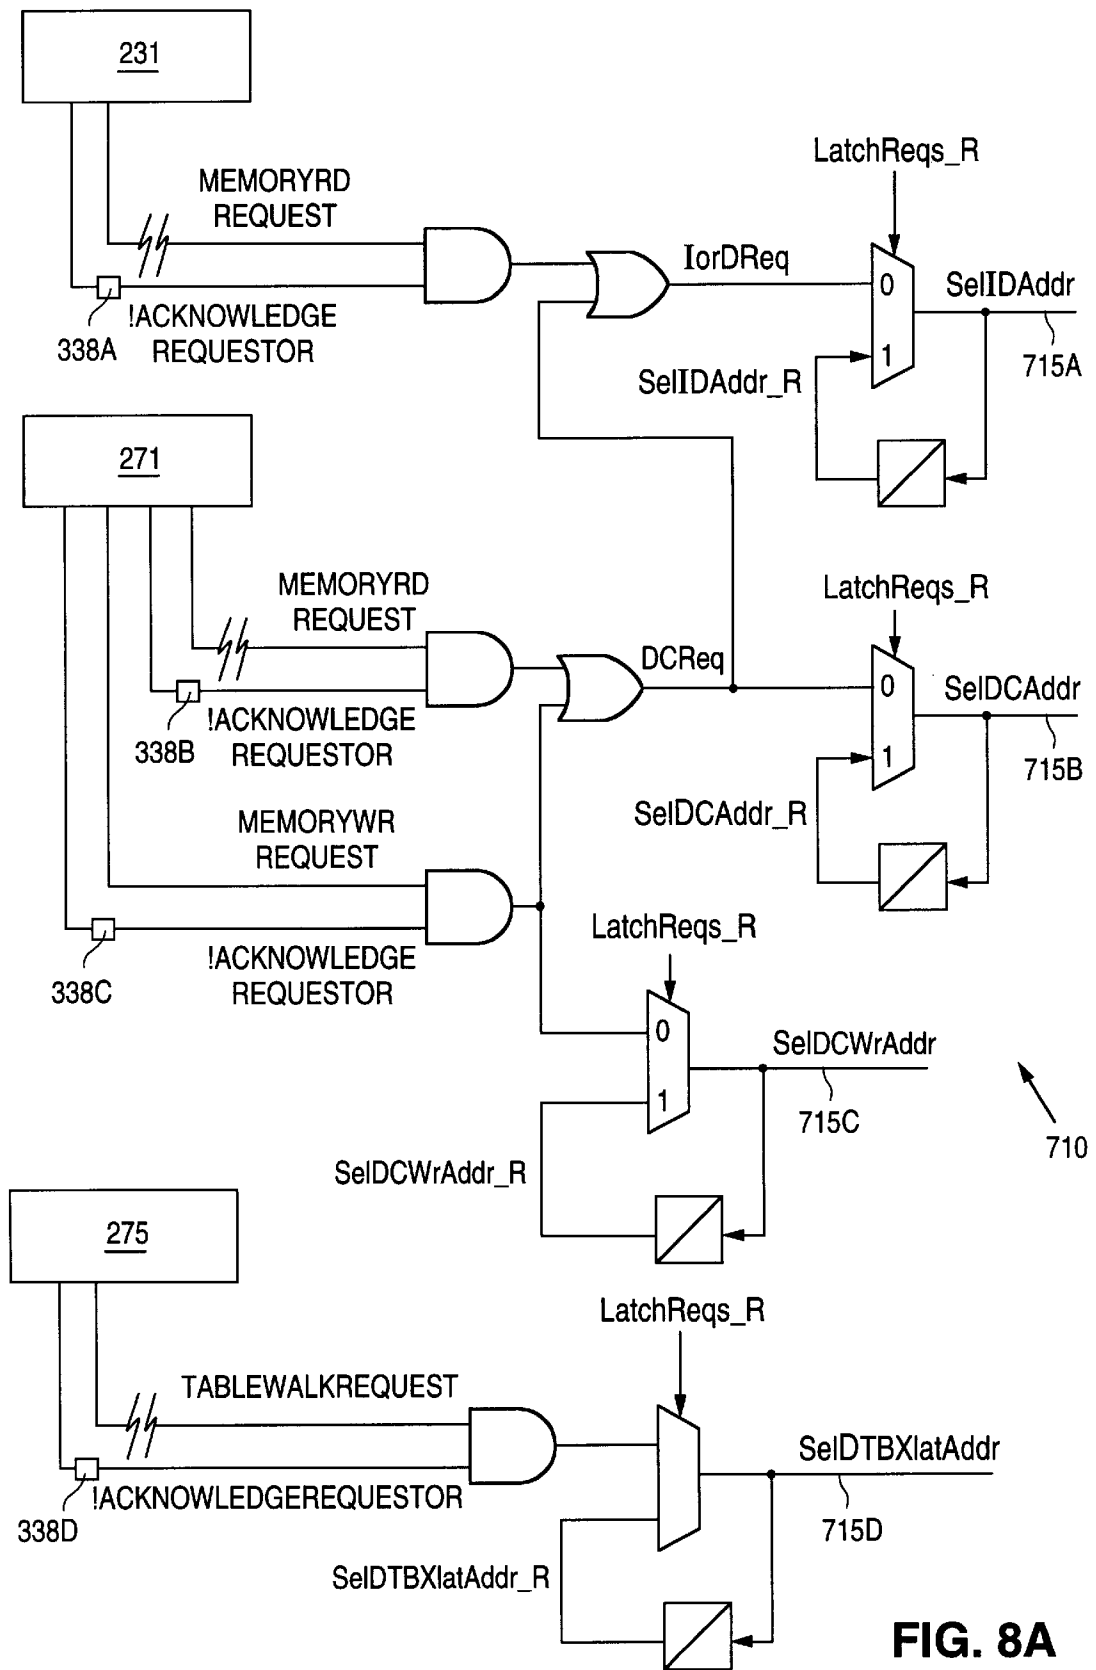 231
LatchReqs_R
MEMORYRD
REQUEST
IorDReq
0
SelIDAddr
!ACKNOWLEDGE
REQUESTOR
338A
1
SelIDAddr_R
715A
271
MEMORYRD
REQUEST
LatchReqs_R
DCReq
0
SelDCAddr
!ACKNOWLEDGE
REQUESTOR
338B
1
715B
SelDCAddr_R
MEMORYWR
REQUEST
LatchReqs_R
!ACKNOWLEDGE
REQUESTOR
338C
0
SelDCWrAddr
1
715C
710
SelDCWrAddr_R
275
LatchReqs_R
TABLEWALKREQUEST
SelDTBXlatAddr
!ACKNOWLEDGEREQUESTOR
338D
715D
SelDTBXlatAddr_R
FIG. 8A